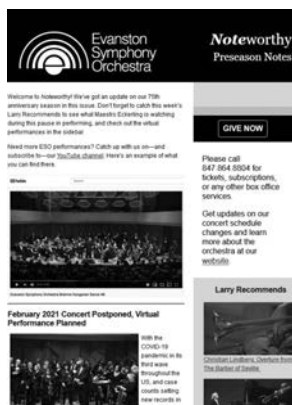 Evanston
Symphony
Orchestra
Noteworthy
Preseason Notes
Welcome to Noteworthy! We've got an update on our 75th
anniversary season in this issue. Don't forget to catch this week's
Larry Recommends to see what Maestro Eckerling is watching
during this pause in performing, and check out the virtual
performances in the sidebar.
Need more ESO performances? Catch up with us on—and
subscribe to—our YouTube channel. Here's an example of what
you can find there.
February 2021 Concert Postponed, Virtual
Performance Planned
With the
COVID-19
pandemic in its
third wave
throughout the
US, and case
counts setting
new records in
GIVE NOW
Please call
847.864.8804 for
tickets, subscriptions,
or any other box office
services.
Get updates on our
concert schedule
changes and learn
more about the
orchestra at our
website.
Larry Recommends
Christian Lindberg, Overture from
The Barber of Seville.